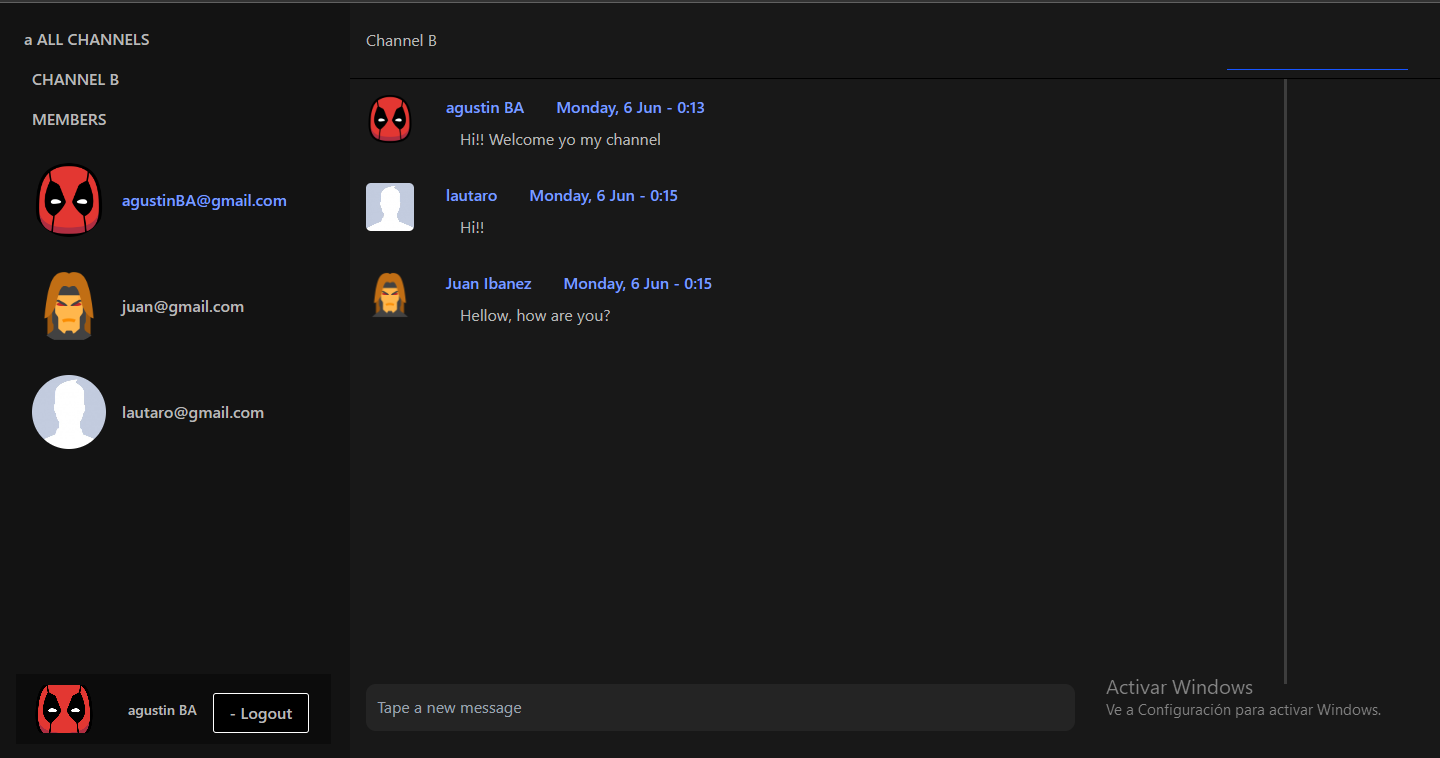 a ALL CHANNELS
CHANNEL B
MEMBERS
agustinBA@gmail.com
juan@gmail.com
lautaro@gmail.com
agustin BA
- Logout
Channel B
agustin BA Monday, 6 Jun - 0:13
Hi!! Welcome yo my channel
lautaro Monday, 6 Jun - 0:15
Hi!!
Juan Ibanez Monday, 6 Jun - 0:15
Hellow, how are you?
Tape a new message
Activar Windows
Ve a Configuración para activar Windows.